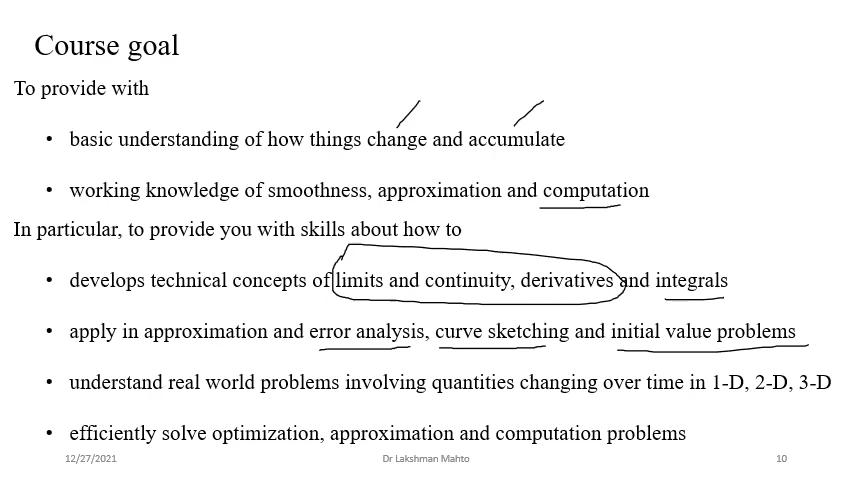 Course goal
To provide with
• basic understanding of how things change and accumulate
• working knowledge of smoothness, approximation and computation
In particular, to provide you with skills about how to
• develops technical concepts of limits and continuity, derivatives and integrals
• apply in approximation and error analysis, curve sketching and initial value problems
• understand real world problems involving quantities changing over time in 1-D, 2-D, 3-D
• efficiently solve optimization, approximation and computation problems
12/27/2021 Dr Lakshman Mahto 10